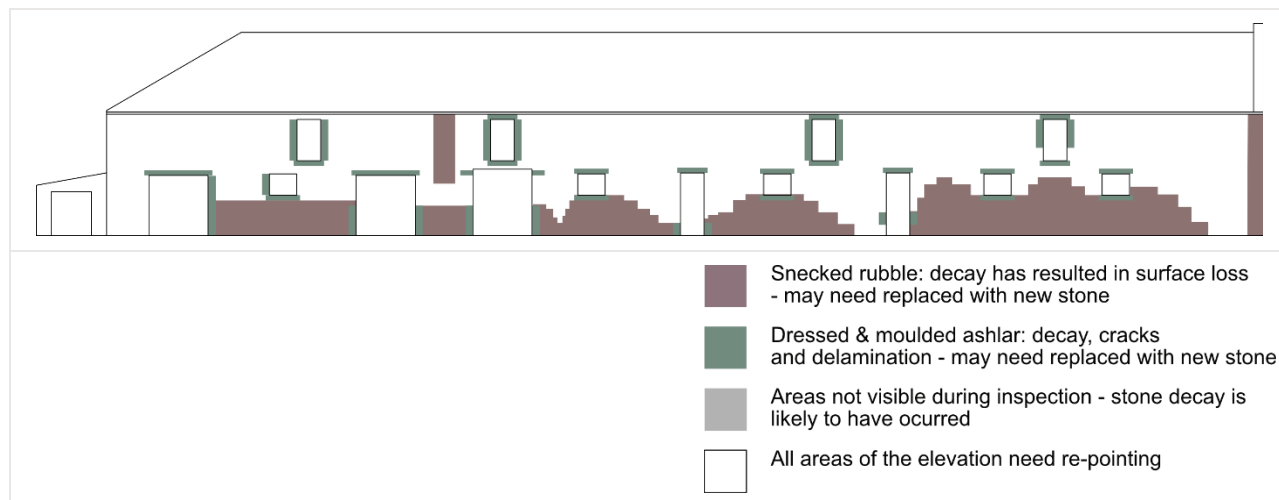 Snecked rubble: decay has resulted in surface loss
- may need replaced with new stone
Dressed & moulded ashlar: decay, cracks
and delamination - may need replaced with new stone
Areas not visible during inspection - stone decay is
likely to have ocurred
All areas of the elevation need re-pointing